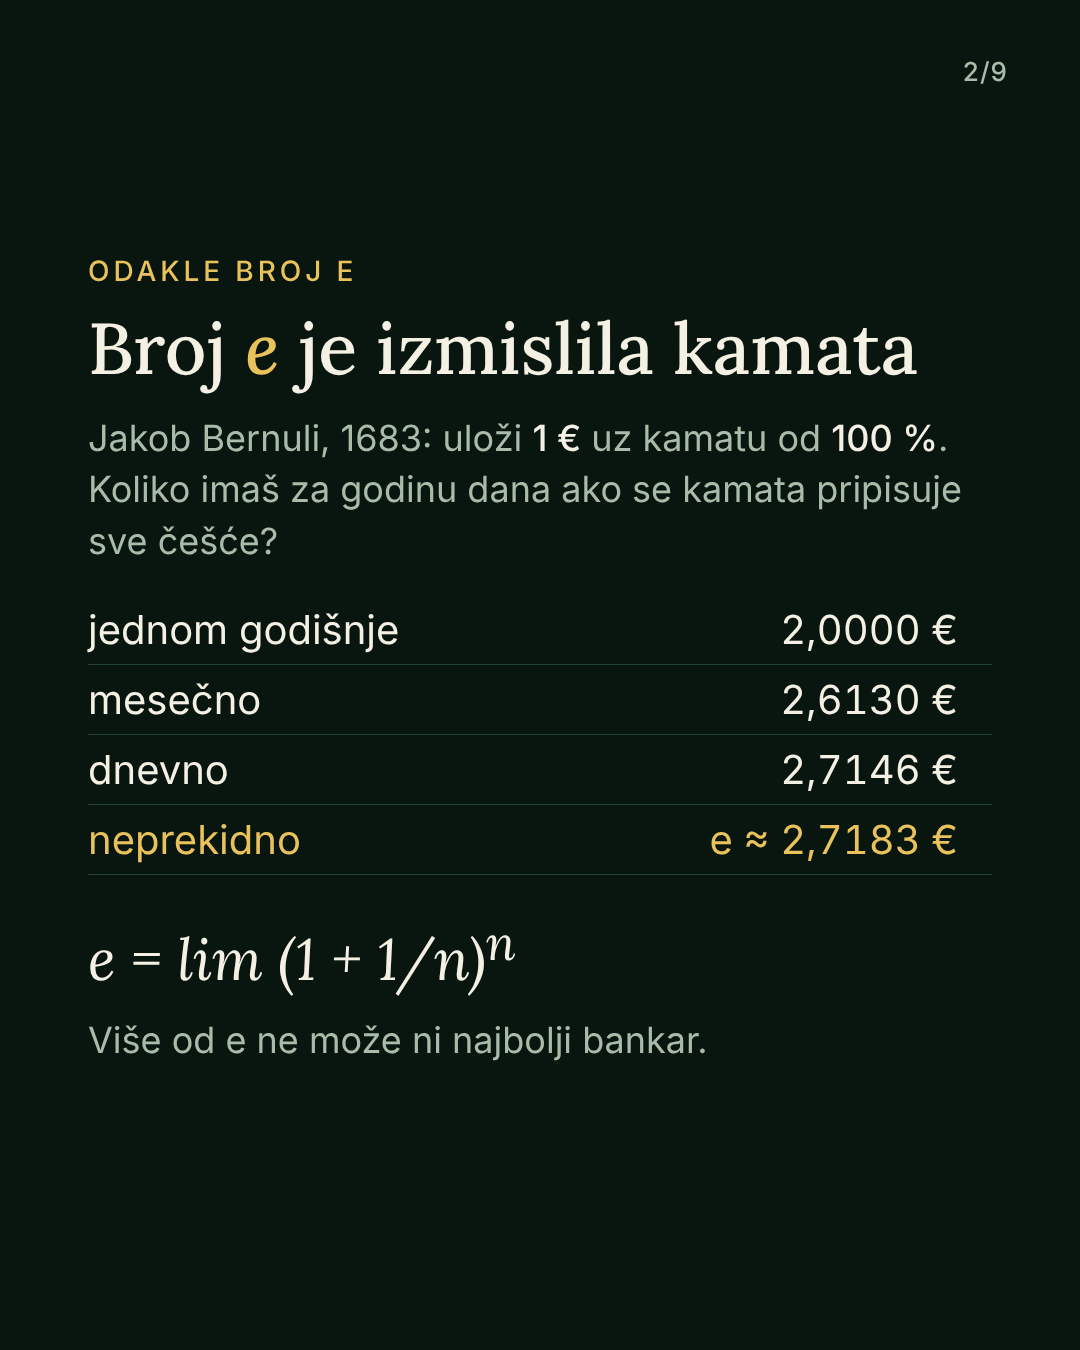 2/9
ODAKLE BROJ E
Broj e je izmislila kamata
Jakob Bernuli, 1683: uloži 1 € uz kamatu od 100 %.
Koliko imaš za godinu dana ako se kamata pripisuje
sve češće?
jednom godišnje 2,0000 €
mesečno 2,6130 €
dnevno 2,7146 €
neprekidno e ≈ 2,7183 €
e = lim (1 + 1/n)ⁿ
Više od e ne može ni najbolji bankar.